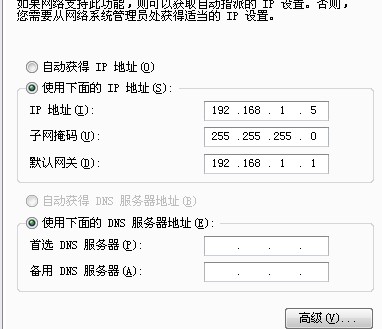 如果网络支持此功能，则可以获取自动指派的 IP 设置。否则，
您需要从网络系统管理员处获得适当的 IP 设置。
自动获得 IP 地址(O)
使用下面的 IP 地址(S):
IP 地址(I): 192 .168 . 1 . 5
子网掩码(U): 255 .255 .255 . 0
默认网关(D): 192 .168 . 1 . 1
自动获得 DNS 服务器地址(B)
使用下面的 DNS 服务器地址(E):
首选 DNS 服务器(P): . . .
备用 DNS 服务器(A): . . .
高级(V)...